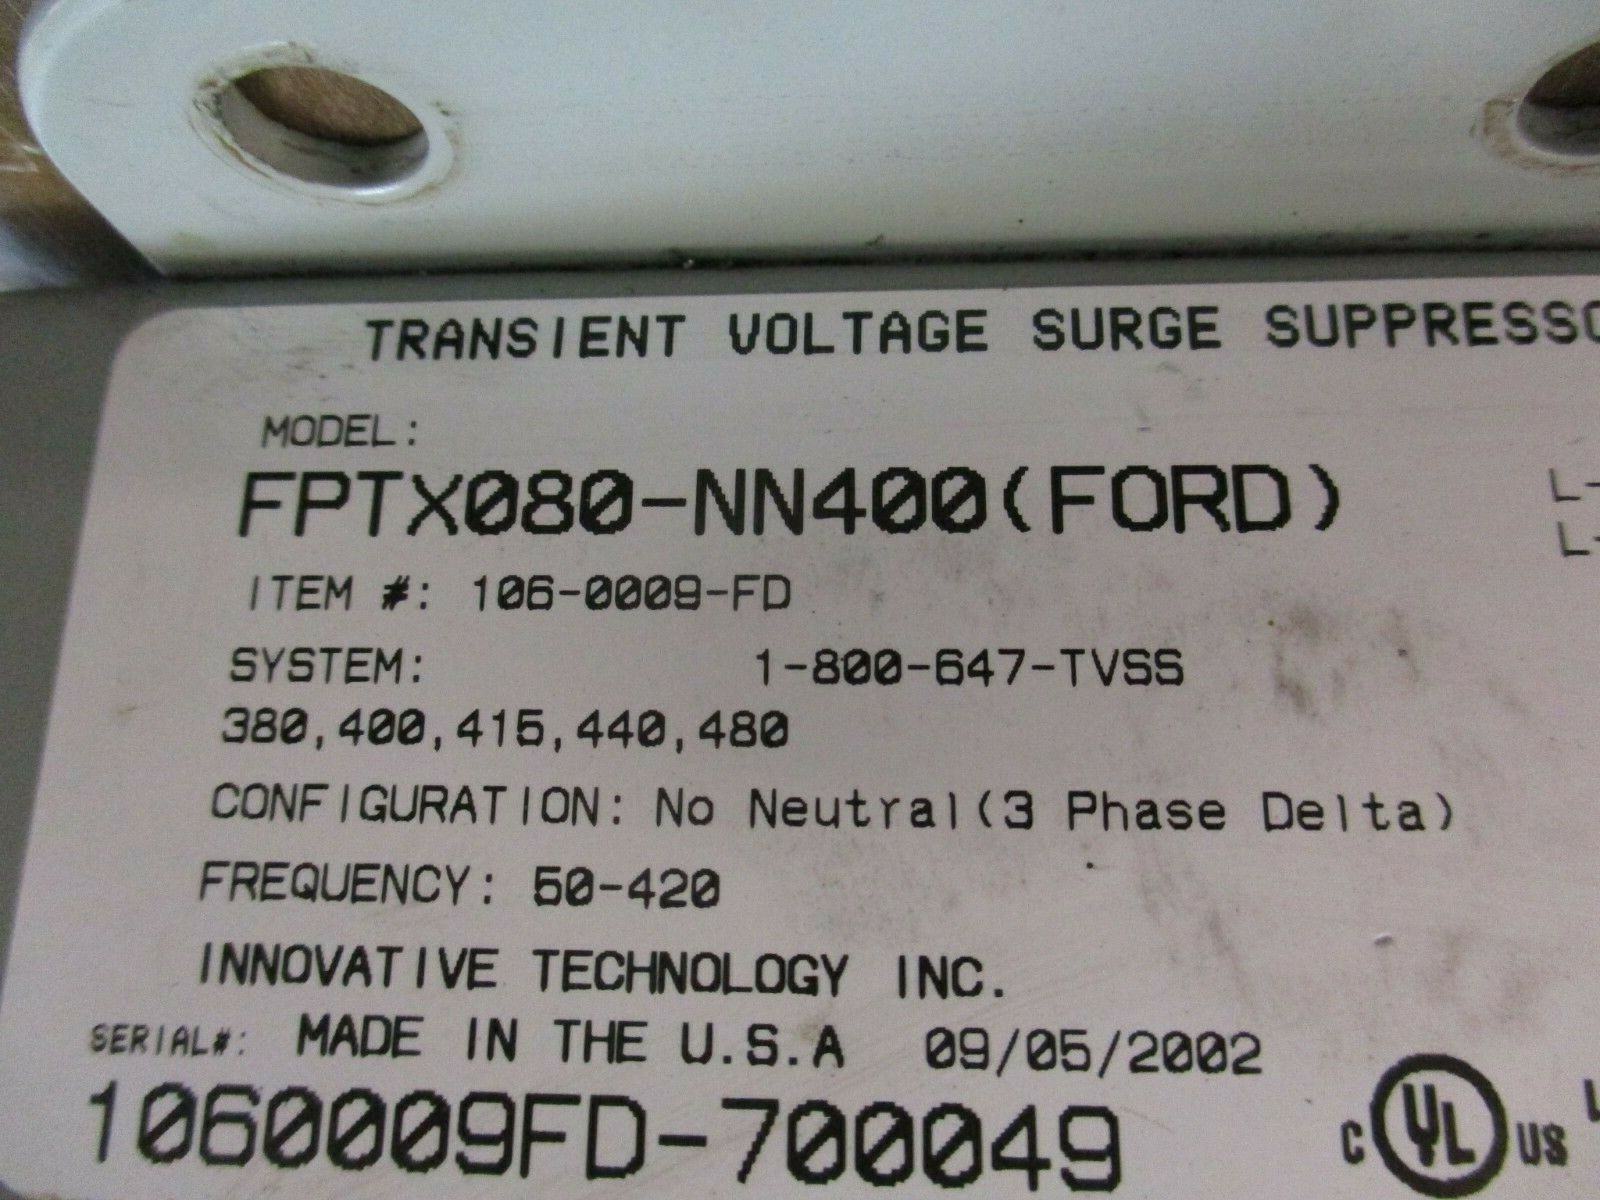 TRANSIENT VOLTAGE SURGE SUPPRESSO
MODEL:
FPTX080-NN400(FORD)
L-
L-
ITEM #: 106-0009-FD
SYSTEM: 1-800-647-TVSS
380,400,415,440,480
CONFIGURATION: No Neutral(3 Phase Delta)
FREQUENCY: 50-420
INNOVATIVE TECHNOLOGY INC.
SERIAL#: MADE IN THE U.S.A 09/05/2002
1060009FD-700049
C UL US